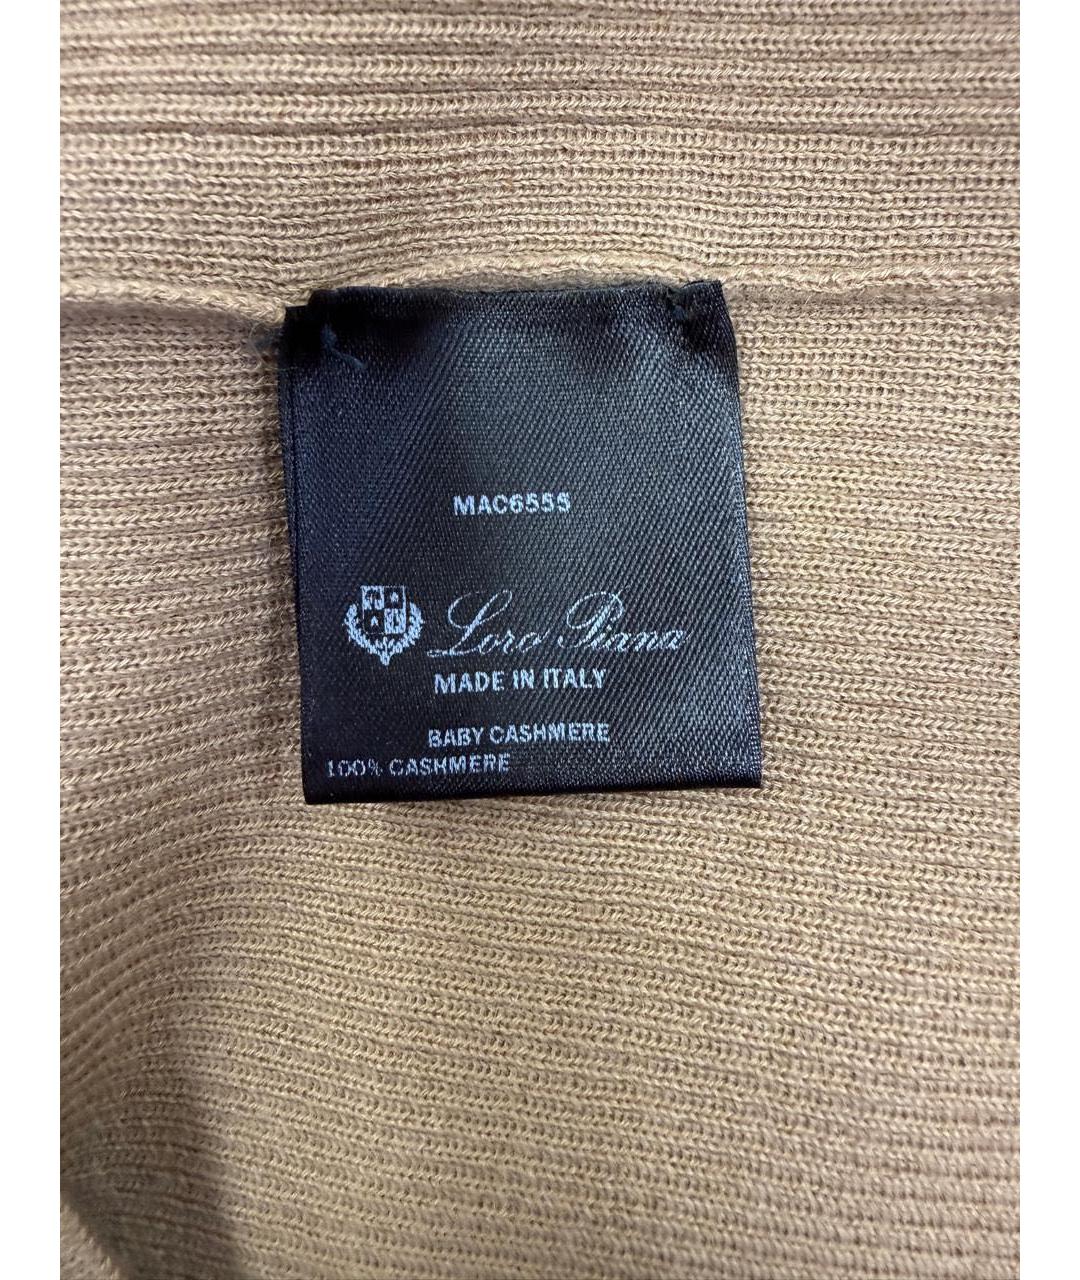 MAC6555
Loro Piana
MADE IN ITALY
BABY CASHMERE
100% CASHMERE